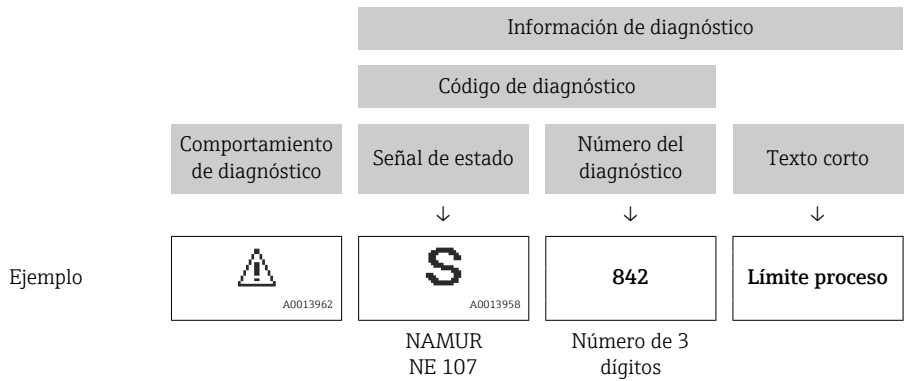 Información de diagnóstico
Código de diagnóstico
Comportamiento
de diagnóstico
Señal de estado
Número del
diagnóstico
Texto corto
↓
↓
↓
Ejemplo
A0013962
S
A0013958
842
Límite proceso
NAMUR
NE 107
Número de 3
dígitos